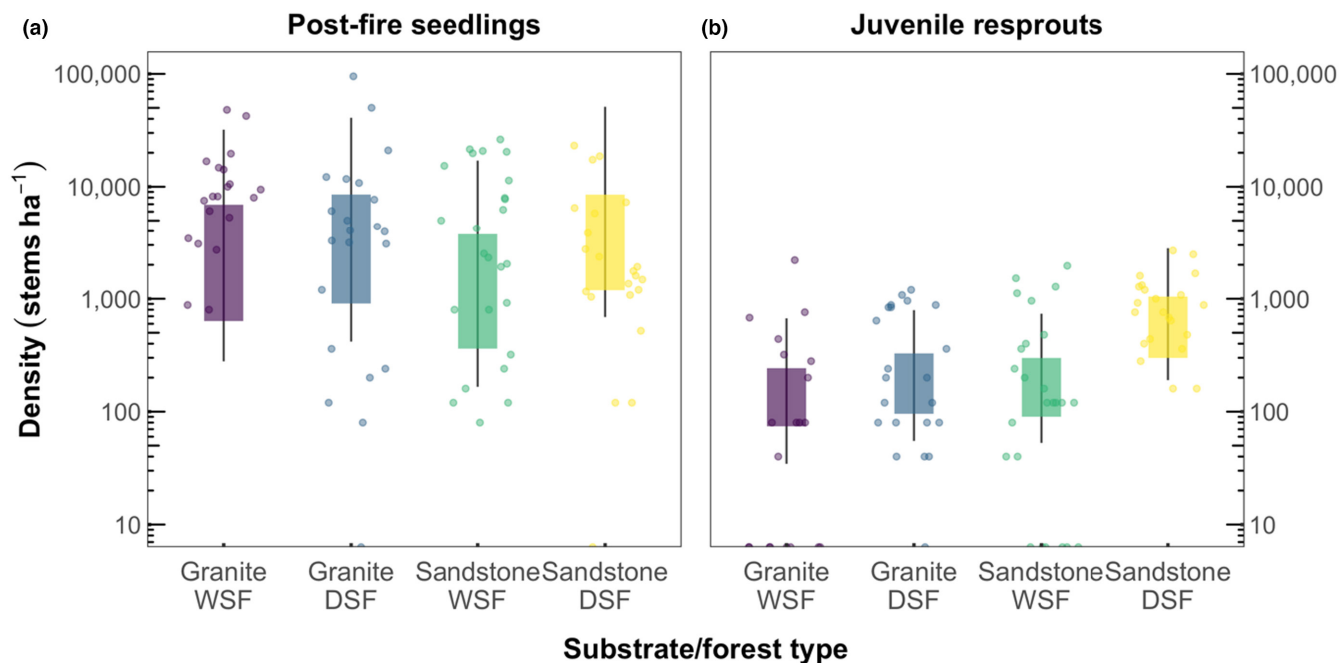 (a)
Post-fire seedlings
(b)
Juvenile resprouts
Density (stems ha⁻¹)
100,000
10,000
1,000
100
10
100,000
10,000
1,000
100
10
Granite
WSF
Granite
DSF
Sandstone
WSF
Sandstone
DSF
Granite
WSF
Granite
DSF
Sandstone
WSF
Sandstone
DSF
Substrate/forest type